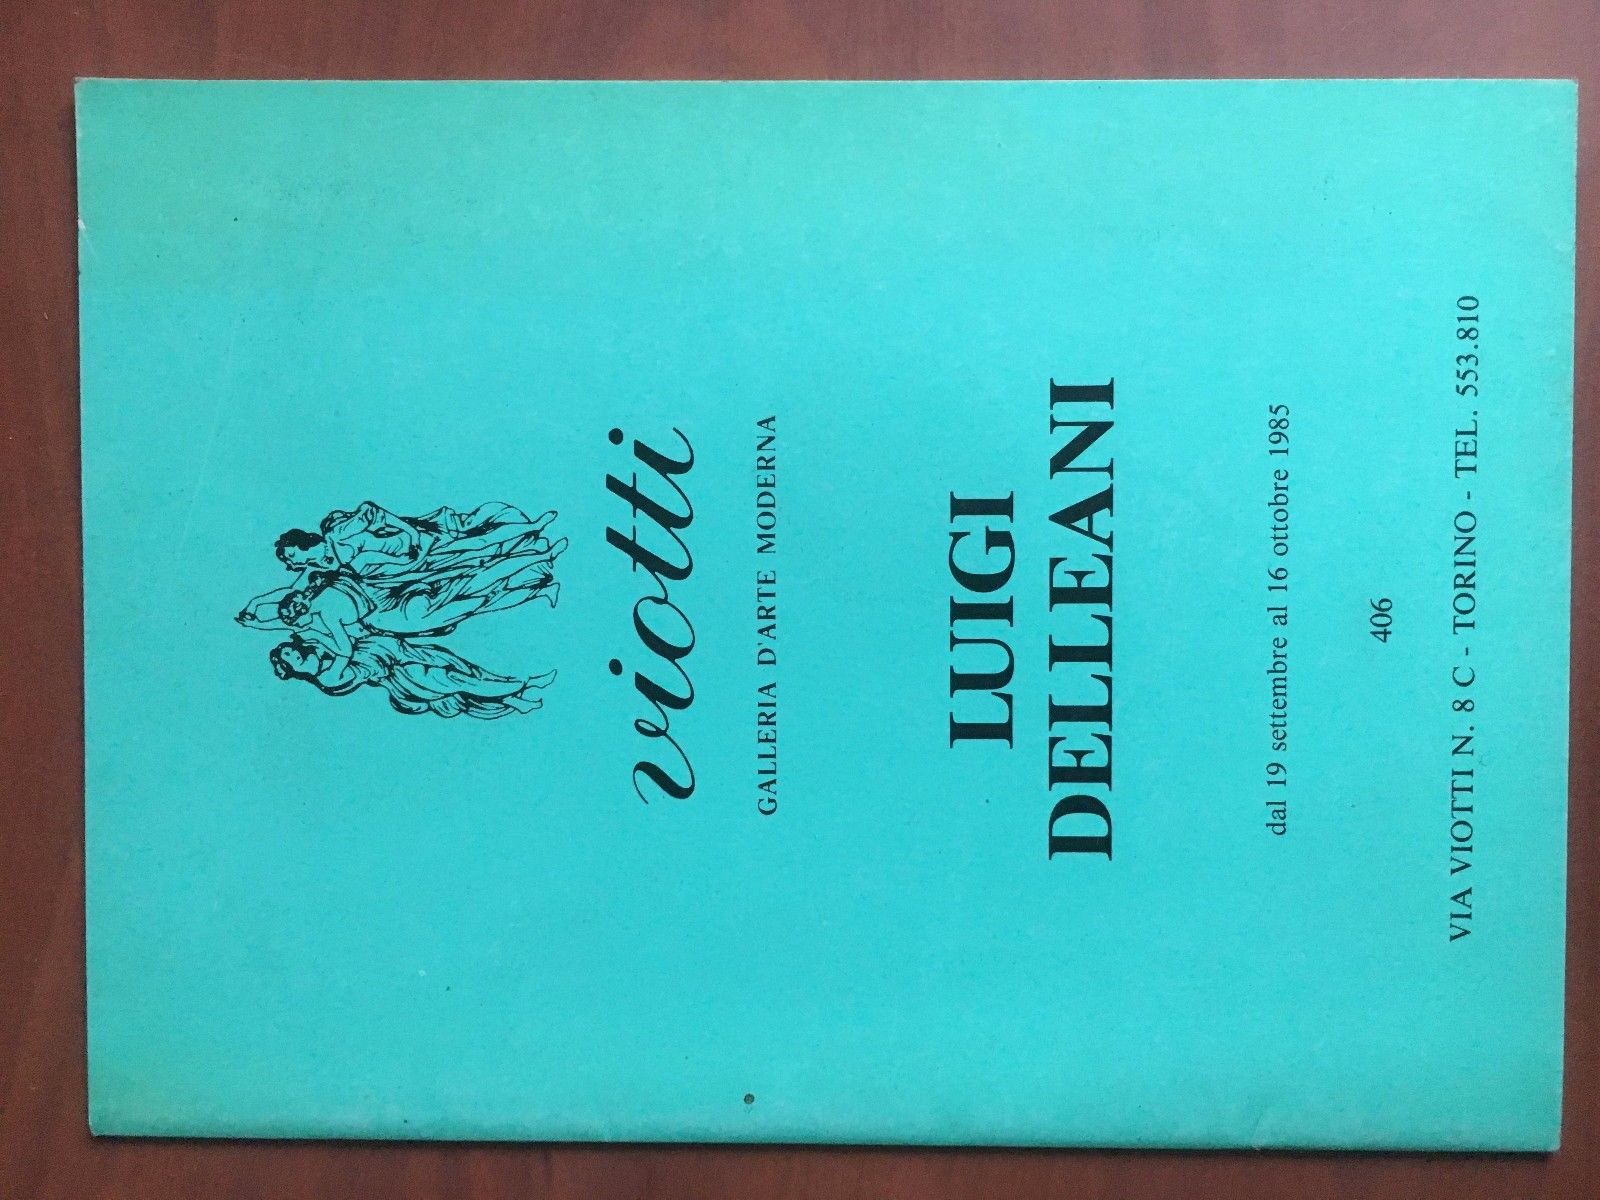 viotti
GALLERIA D'ARTE MODERNA
LUIGI
DELLEANI
dal 19 settembre al 16 ottobre 1985
406
VIA VIOTTI N. 8 C - TORINO - TEL. 553.810